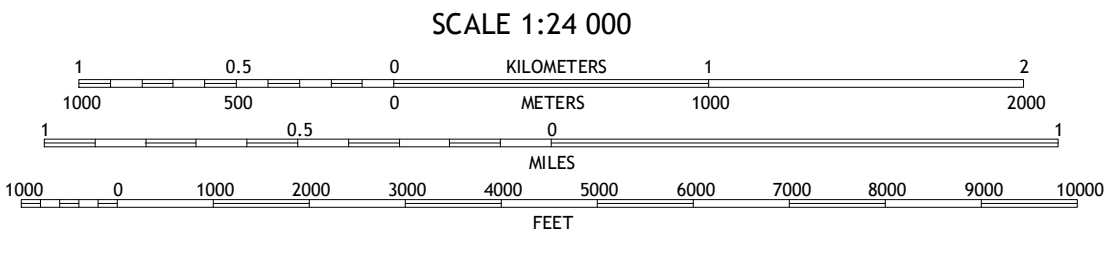 SCALE 1:24 000
1 0.5 0 KILOMETERS 1 2
1000 500 0 METERS 1000 2000
1 0.5 0 1
MILES
1000 0 1000 2000 3000 4000 5000 6000 7000 8000 9000 10000
FEET